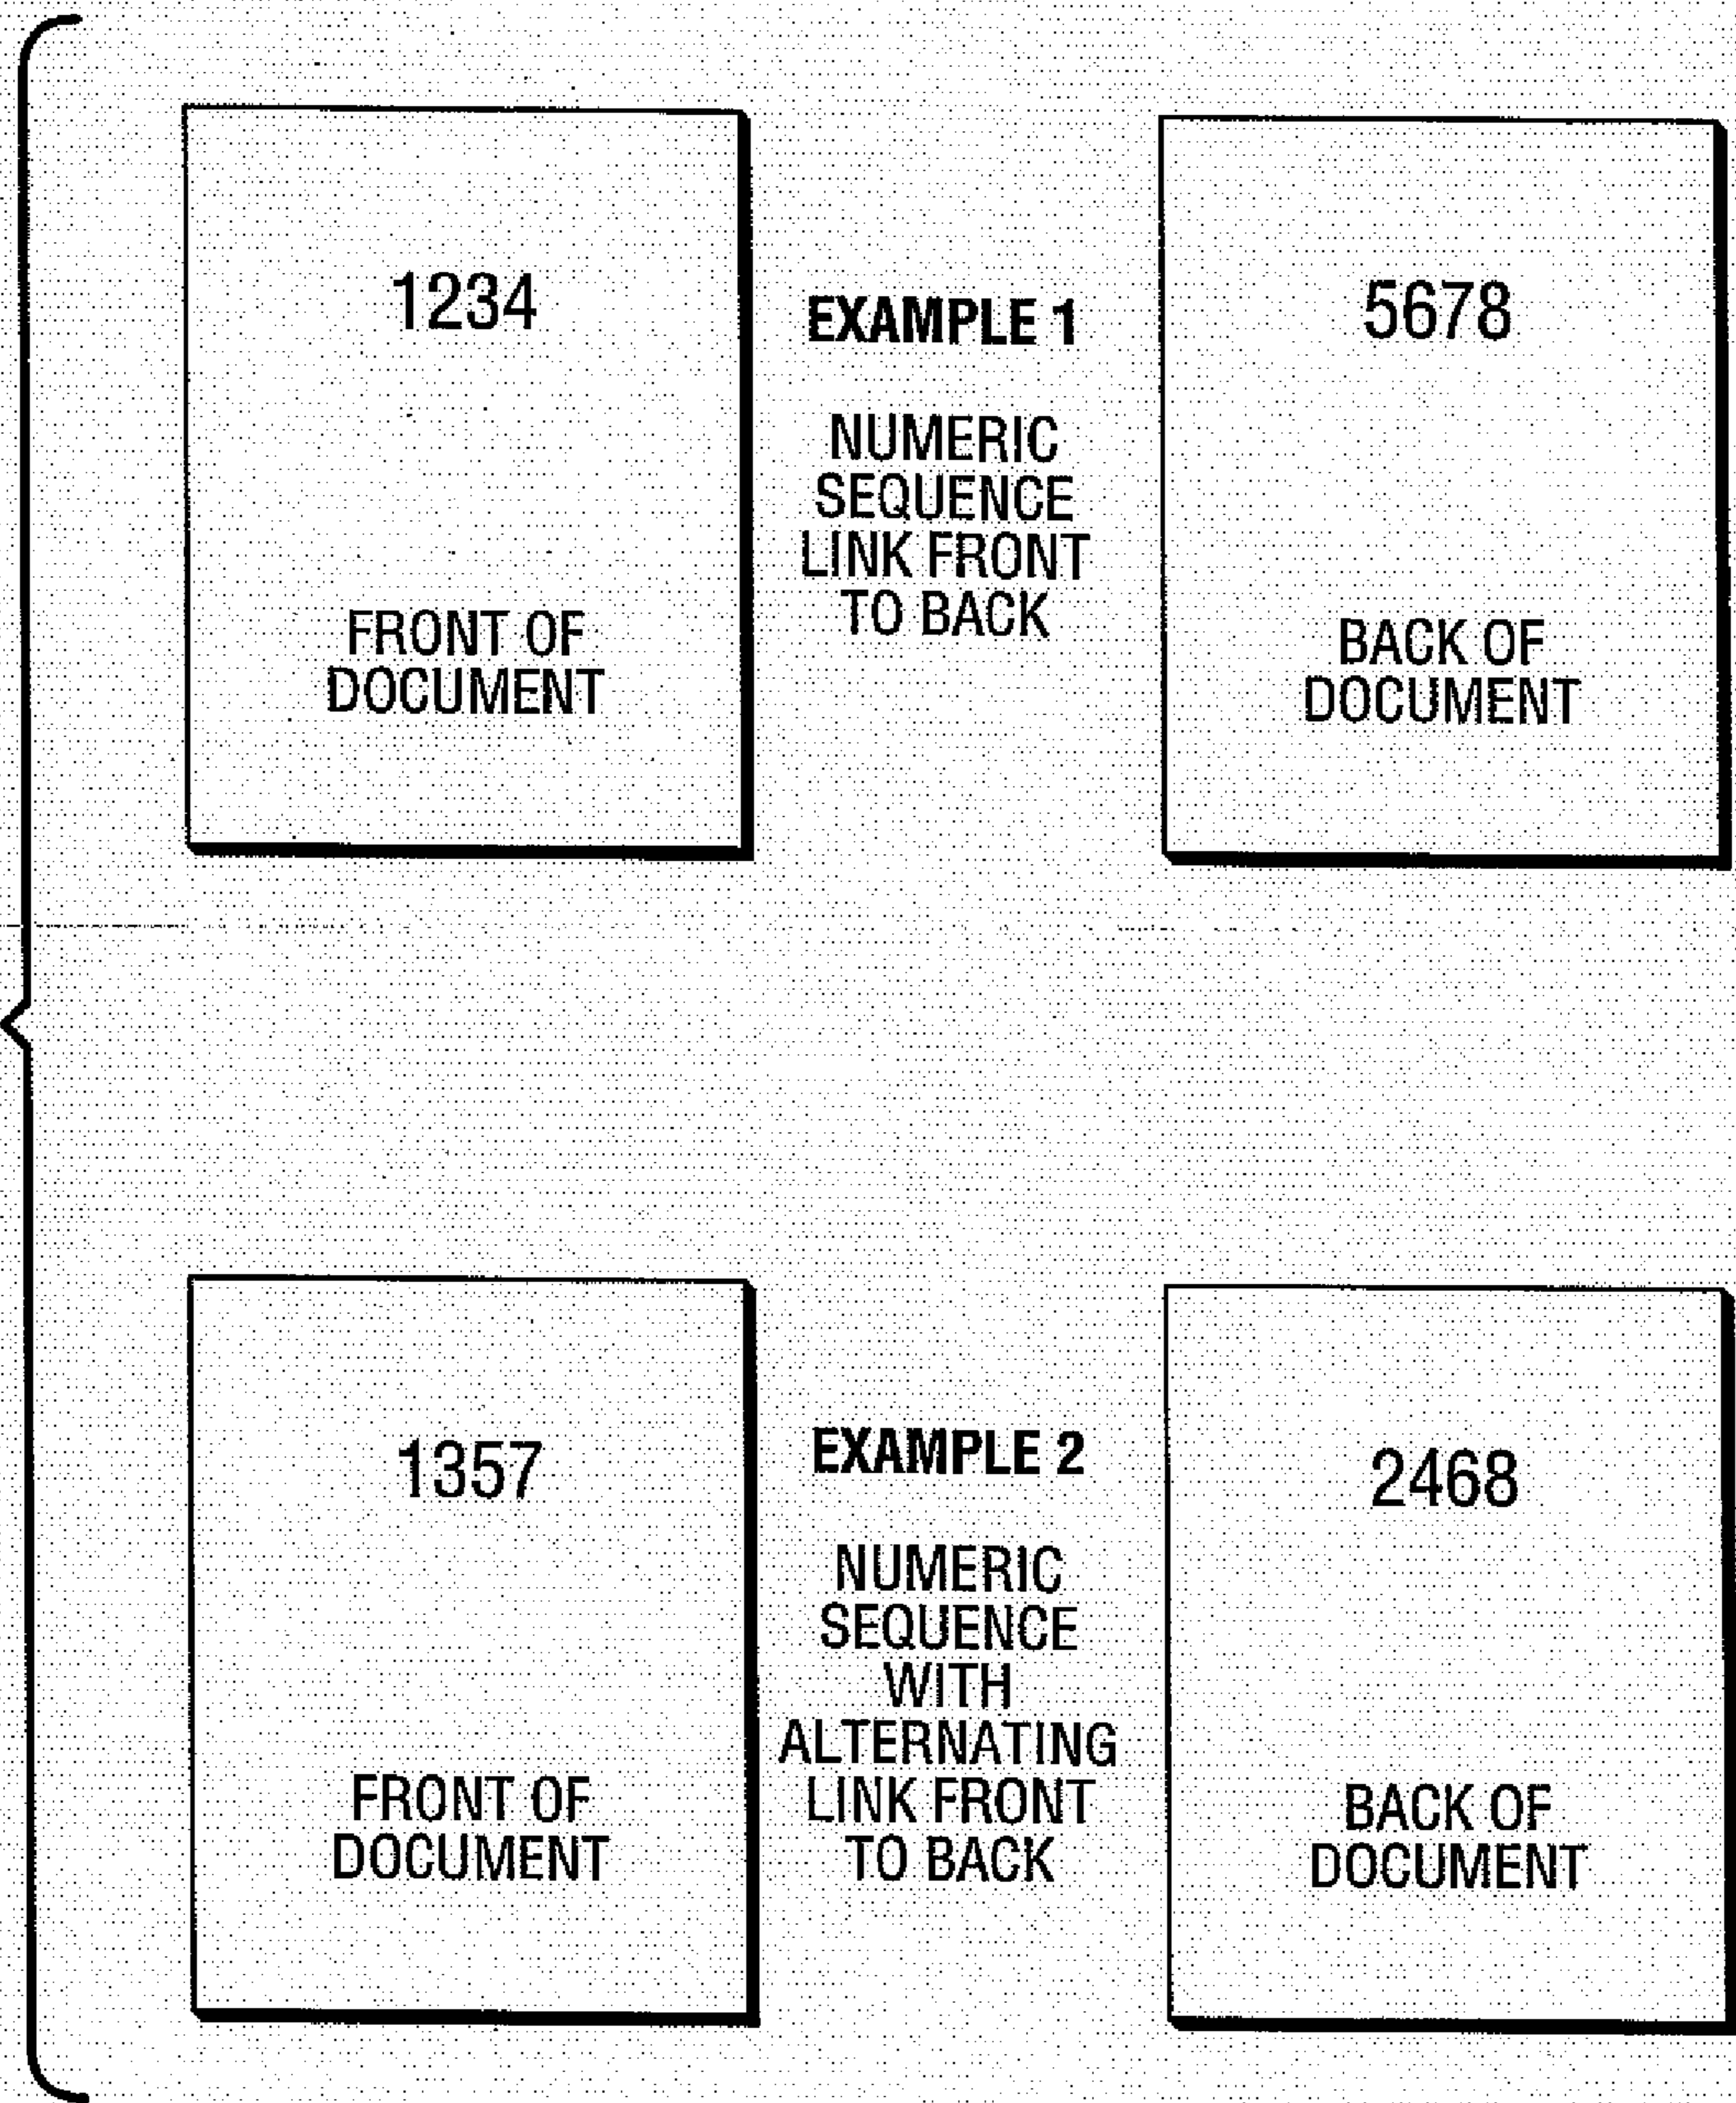 1234
FRONT OF
DOCUMENT
EXAMPLE 1
NUMERIC
SEQUENCE
LINK FRONT
TO BACK
5678
BACK OF
DOCUMENT
1357
FRONT OF
DOCUMENT
EXAMPLE 2
NUMERIC
SEQUENCE
WITH
ALTERNATING
LINK FRONT
TO BACK
2468
BACK OF
DOCUMENT